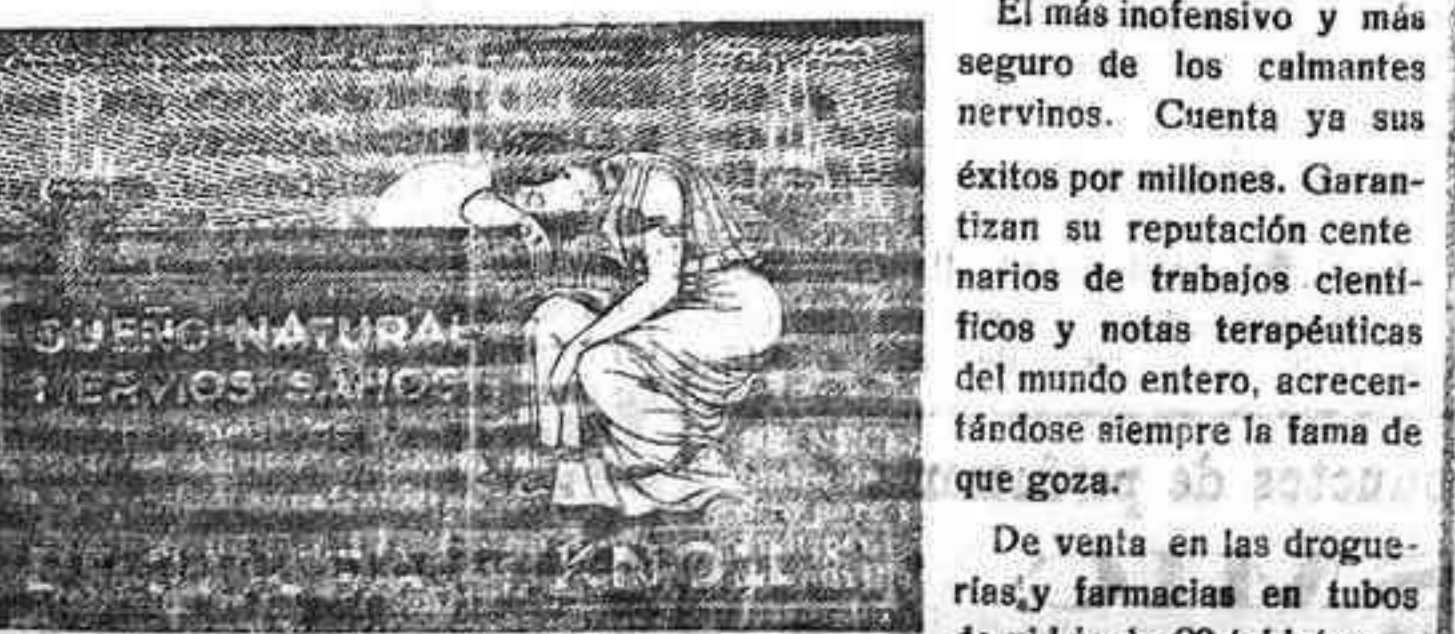 SUEÑO NATURAL
NERVIOS SANOS
KNOLL
El más inofensivo y más
seguro de los calmantes
nervinos. Cuenta ya sus
éxitos por millones. Garan-
tizan su reputación cente
narios de trabajos cientí-
ficos y notas terapéuticas
del mundo entero, acrecen-
tándose siempre la fama de
que goza.
De venta en las drogue-
rías y farmacias en tubos